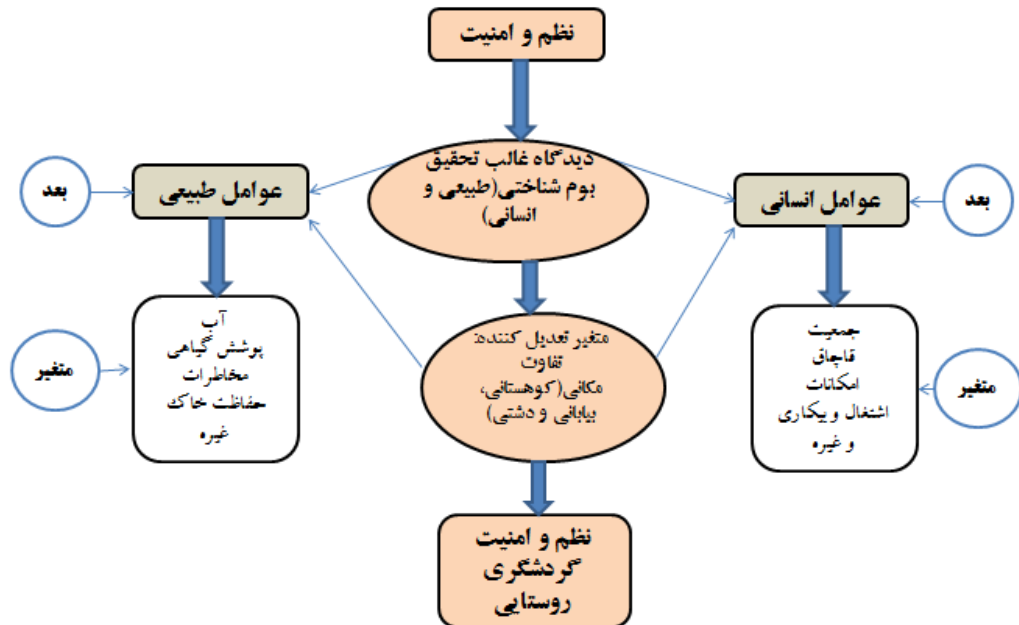 نظم و امنیت
دیدگاه غالب تحقیق
بوم شناختی(طبیعی و
انسانی)
بعد
عوامل انسانی
عوامل طبیعی
بعد
متغیر تعدیل کننده:
تفاوت
مکانی(کوهستانی،
بیابانی و دشتی)
متغیر
جمعیت
قاچاق
امکانات
اشتغال و بیکاری
و غیره
آب
پوشش گیاهی
مخاطرات
حفاظت خاک
غیره
متغیر
نظم و امنیت
گردشگری
روستایی